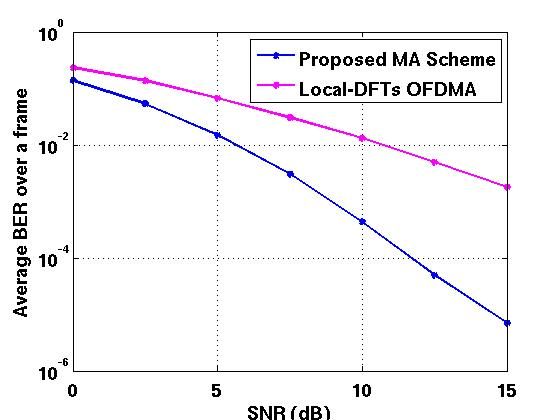 10^0
Proposed MA Scheme
Local-DFTs OFDMA
10^-2
10^-4
10^-6
Average BER over a frame
0 5 10 15
SNR (dB)